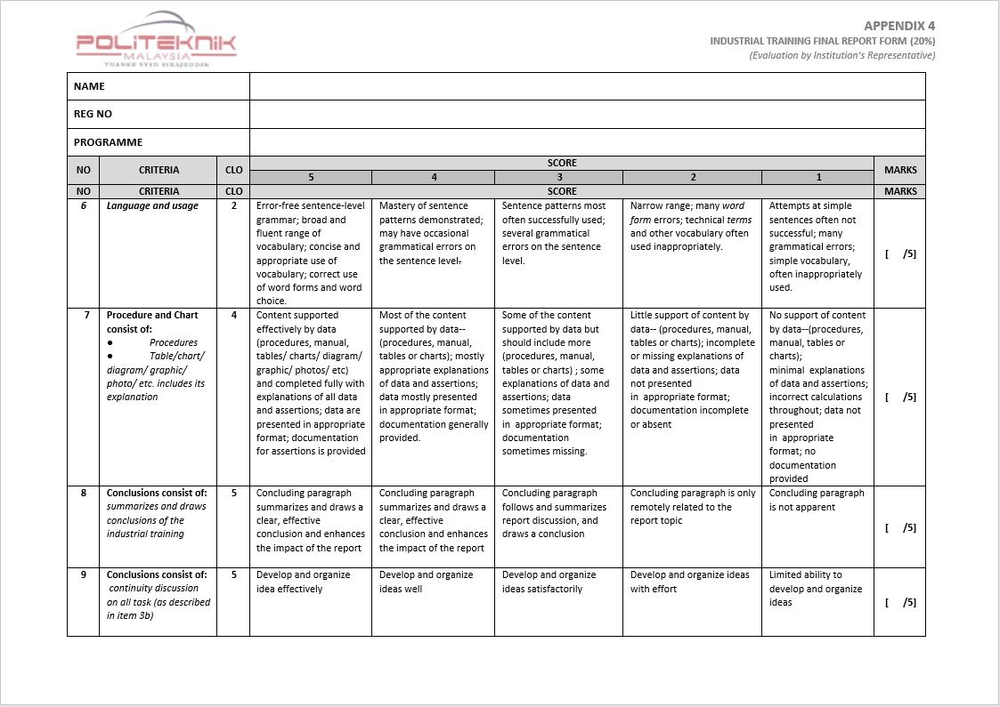 POLITEKNIK
MALAYSIA
TUANKU SYED SIRAJUDDIN
APPENDIX 4
INDUSTRIAL TRAINING FINAL REPORT FORM (20%)
(Evaluation by Institution's Representative)
NAME
REG NO
PROGRAMME
NO CRITERIA CLO SCORE MARKS
5 4 3 2 1
NO CRITERIA CLO SCORE MARKS
6 Language and usage 2
Error-free sentence-level
grammar; broad and
fluent range of
vocabulary; concise and
appropriate use of
vocabulary; correct use
of word forms and word
choice.
Mastery of sentence
patterns demonstrated;
may have occasional
grammatical errors on
the sentence level.
Sentence patterns most
often successfully used;
several grammatical
errors on the sentence
level.
Narrow range; many word
form errors; technical terms
and other vocabulary often
used inappropriately.
Attempts at simple
sentences often not
successful; many
grammatical errors;
simple vocabulary,
often inappropriately
used.
[ /5]
7 Procedure and Chart
consist of:
● Procedures
● Table/chart/
diagram/ graphic/
photo/ etc. includes its
explanation
4
Content supported
effectively by data
(procedures, manual,
tables/ charts/ diagram/
graphic/ photos/ etc)
and completed fully with
explanations of all data
and assertions; data are
presented in appropriate
format; documentation
for assertions is provided
Most of the content
supported by data--
(procedures, manual,
tables or charts); mostly
appropriate explanations
of data and assertions;
data mostly presented
in appropriate format;
documentation generally
provided.
Some of the content
supported by data but
should include more
(procedures, manual,
tables or charts) ; some
explanations of data and
assertions; data
sometimes presented
in appropriate format;
documentation
sometimes missing.
Little support of content by
data-- (procedures, manual,
tables or charts); incomplete
or missing explanations of
data and assertions; data
not presented
in appropriate format;
documentation incomplete
or absent
No support of content
by data--(procedures,
manual, tables or
charts);
minimal explanations
of data and assertions;
incorrect calculations
throughout; data not
presented
in appropriate
format; no
documentation
provided
[ /5]
8 Conclusions consist of:
summarizes and draws
conclusions of the
industrial training
5
Concluding paragraph
summarizes and draws a
clear, effective
conclusion and enhances
the impact of the report
Concluding paragraph
summarizes and draws a
clear, effective
conclusion and enhances
the impact of the report
Concluding paragraph
follows and summarizes
report discussion, and
draws a conclusion
Concluding paragraph is only
remotely related to the
report topic
Concluding paragraph
is not apparent
[ /5]
9 Conclusions consist of:
continuity discussion
on all task (as described
in item 3b)
5
Develop and organize
idea effectively
Develop and organize
ideas well
Develop and organize
ideas satisfactorily
Develop and organize ideas
with effort
Limited ability to
develop and organize
ideas
[ /5]